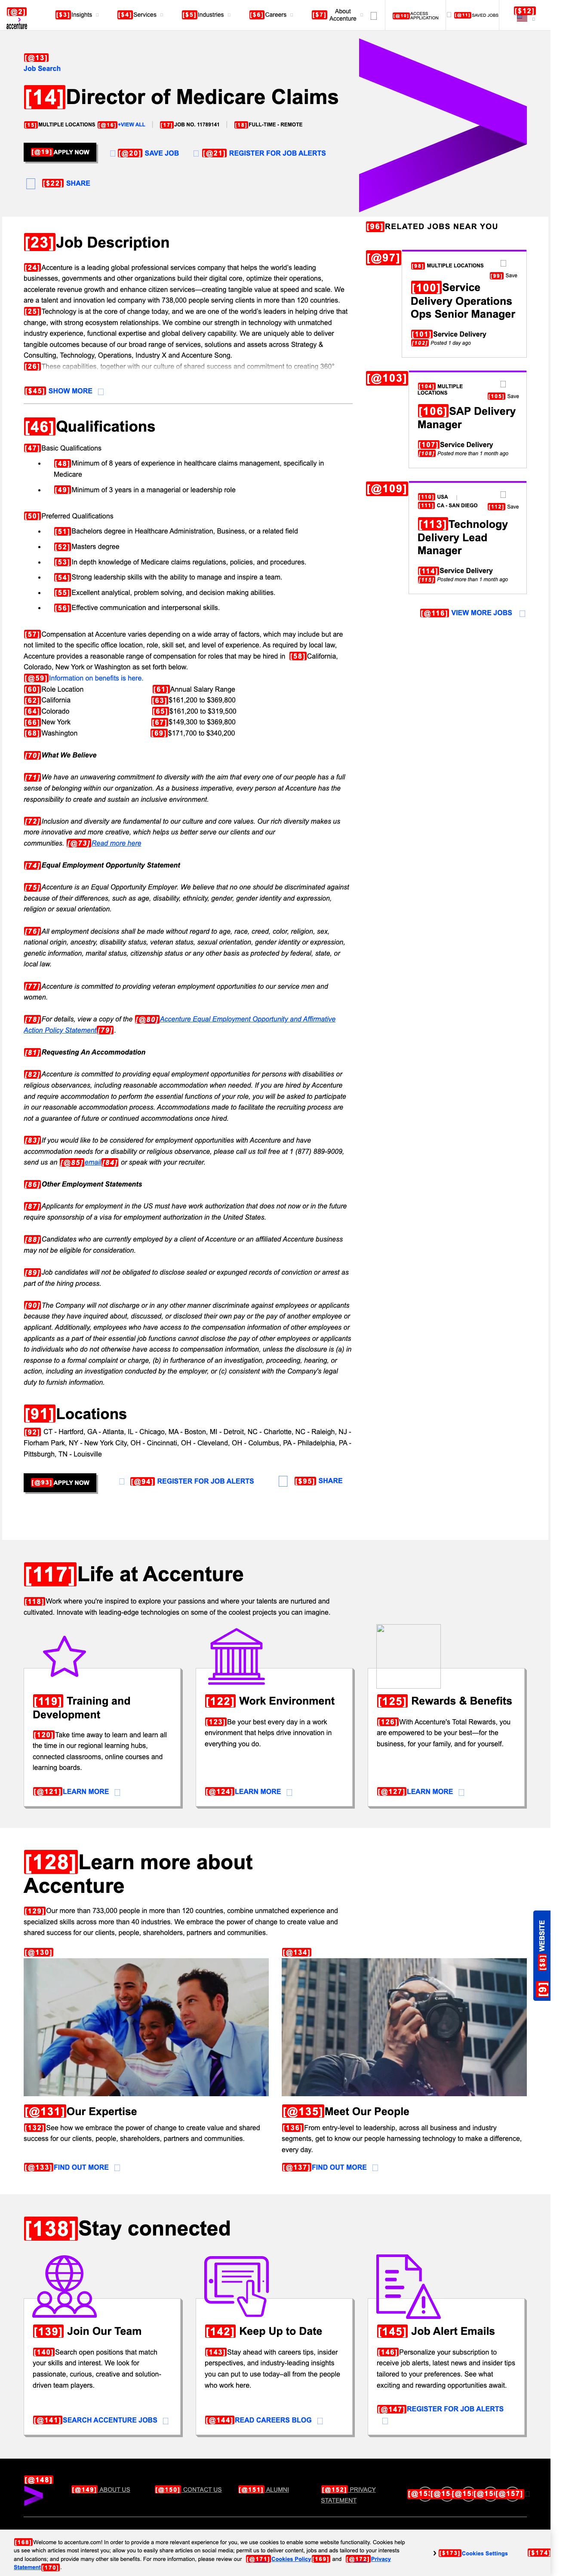 [@2] accenture [$3]Insights [$4]Services [$5]Industries [$6]Careers [$7] About Accenture [@10] ACCESS APPLICATION [@11] SAVED JOBS [$12]
[@13]
Job Search
[14]Director of Medicare Claims
[15]MULTIPLE LOCATIONS [@16]+VIEW ALL | [17]JOB NO. 11789141 | [18]FULL-TIME - REMOTE
[@19]APPLY NOW [@20] SAVE JOB [@21] REGISTER FOR JOB ALERTS
[$22] SHARE
[23]Job Description
[24]Accenture is a leading global professional services company that helps the world's leading
businesses, governments and other organizations build their digital core, optimize their operations,
accelerate revenue growth and enhance citizen services—creating tangible value at speed and scale. We
are a talent and innovation led company with 738,000 people serving clients in more than 120 countries.
[25]Technology is at the core of change today, and we are one of the world's leaders in helping drive that
change, with strong ecosystem relationships. We combine our strength in technology with unmatched
industry experience, functional expertise and global delivery capability. We are uniquely able to deliver
tangible outcomes because of our broad range of services, solutions and assets across Strategy &
Consulting, Technology, Operations, Industry X and Accenture Song.
[26]These capabilities, together with our culture of shared success and commitment to creating 360°
[$45] SHOW MORE
[46]Qualifications
[47]Basic Qualifications
• [48]Minimum of 8 years of experience in healthcare claims management, specifically in
Medicare
• [49]Minimum of 3 years in a managerial or leadership role
[50]Preferred Qualifications
• [51]Bachelors degree in Healthcare Administration, Business, or a related field
• [52]Masters degree
• [53]In depth knowledge of Medicare claims regulations, policies, and procedures.
• [54]Strong leadership skills with the ability to manage and inspire a team.
• [55]Excellent analytical, problem solving, and decision making abilities.
• [56]Effective communication and interpersonal skills.
[57]Compensation at Accenture varies depending on a wide array of factors, which may include but are
not limited to the specific office location, role, skill set, and level of experience. As required by local law,
Accenture provides a reasonable range of compensation for roles that may be hired in [58]California,
Colorado, New York or Washington as set forth below.
[@59]Information on benefits is here.
[60]Role Location [61]Annual Salary Range
[62]California [63]$161,200 to $369,800
[64]Colorado [65]$161,200 to $319,500
[66]New York [67]$149,300 to $369,800
[68]Washington [69]$171,700 to $340,200
[70]What We Believe
[71]We have an unwavering commitment to diversity with the aim that every one of our people has a full
sense of belonging within our organization. As a business imperative, every person at Accenture has the
responsibility to create and sustain an inclusive environment.
[72]Inclusion and diversity are fundamental to our culture and core values. Our rich diversity makes us
more innovative and more creative, which helps us better serve our clients and our
communities. [@73]Read more here
[74]Equal Employment Opportunity Statement
[75]Accenture is an Equal Opportunity Employer. We believe that no one should be discriminated against
because of their differences, such as age, disability, ethnicity, gender, gender identity and expression,
religion or sexual orientation.
[76]All employment decisions shall be made without regard to age, race, creed, color, religion, sex,
national origin, ancestry, disability status, veteran status, sexual orientation, gender identity or expression,
genetic information, marital status, citizenship status or any other basis as protected by federal, state, or
local law.
[77]Accenture is committed to providing veteran employment opportunities to our service men and
women.
[78]For details, view a copy of the [@80]Accenture Equal Employment Opportunity and Affirmative
Action Policy Statement[79].
[81]Requesting An Accommodation
[82]Accenture is committed to providing equal employment opportunities for persons with disabilities or
religious observances, including reasonable accommodation when needed. If you are hired by Accenture
and require accommodation to perform the essential functions of your role, you will be asked to participate
in our reasonable accommodation process. Accommodations made to facilitate the recruiting process are
not a guarantee of future or continued accommodations once hired.
[83]If you would like to be considered for employment opportunities with Accenture and have
accommodation needs for a disability or religious observance, please call us toll free at 1 (877) 889-9009,
send us an [@85]email[84] or speak with your recruiter.
[86]Other Employment Statements
[87]Applicants for employment in the US must have work authorization that does not now or in the future
require sponsorship of a visa for employment authorization in the United States.
[88]Candidates who are currently employed by a client of Accenture or an affiliated Accenture business
may not be eligible for consideration.
[89]Job candidates will not be obligated to disclose sealed or expunged records of conviction or arrest as
part of the hiring process.
[90]The Company will not discharge or in any other manner discriminate against employees or applicants
because they have inquired about, discussed, or disclosed their own pay or the pay of another employee or
applicant. Additionally, employees who have access to the compensation information of other employees or
applicants as a part of their essential job functions cannot disclose the pay of other employees or applicants
to individuals who do not otherwise have access to compensation information, unless the disclosure is (a) in
response to a formal complaint or charge, (b) in furtherance of an investigation, proceeding, hearing, or
action, including an investigation conducted by the employer, or (c) consistent with the Company's legal
duty to furnish information.
[91]Locations
[92] CT - Hartford, GA - Atlanta, IL - Chicago, MA - Boston, MI - Detroit, NC - Charlotte, NC - Raleigh, NJ -
Florham Park, NY - New York City, OH - Cincinnati, OH - Cleveland, OH - Columbus, PA - Philadelphia, PA -
Pittsburgh, TN - Louisville
[@93]APPLY NOW [@94] REGISTER FOR JOB ALERTS [$95] SHARE
[96]RELATED JOBS NEAR YOU
[@97]
[98] MULTIPLE LOCATIONS
[99] Save
[100]Service
Delivery Operations
Ops Senior Manager
[101]Service Delivery
[102] Posted 1 day ago
[@103]
[104] MULTIPLE
LOCATIONS
[105] Save
[106]SAP Delivery
Manager
[107]Service Delivery
[108] Posted more than 1 month ago
[@109]
[110] USA |
[111] CA - SAN DIEGO
[112] Save
[113]Technology
Delivery Lead
Manager
[114]Service Delivery
[115] Posted more than 1 month ago
[@116] VIEW MORE JOBS
[117]Life at Accenture
[118]Work where you're inspired to explore your passions and where your talents are nurtured and
cultivated. Innovate with leading-edge technologies on some of the coolest projects you can imagine.
[119] Training and
Development
[120]Take time away to learn and learn all
the time in our regional learning hubs,
connected classrooms, online courses and
learning boards.
[@121]LEARN MORE
[122] Work Environment
[123]Be your best every day in a work
environment that helps drive innovation in
everything you do.
[@124]LEARN MORE
[125] Rewards & Benefits
[126]With Accenture's Total Rewards, you
are empowered to be your best—for the
business, for your family, and for yourself.
[@127]LEARN MORE
[128]Learn more about
Accenture
[129]Our more than 733,000 people in more than 120 countries, combine unmatched experience and
specialized skills across more than 40 industries. We embrace the power of change to create value and
shared success for our clients, people, shareholders, partners and communities.
[9] [$8] WEBSITE
[@130]
[@131]Our Expertise
[132]See how we embrace the power of change to create value and shared
success for our clients, people, shareholders, partners and communities.
[@133]FIND OUT MORE
[@134]
[@135]Meet Our People
[136]From entry-level to leadership, across all business and industry
segments, get to know our people harnessing technology to make a difference,
every day.
[@137]FIND OUT MORE
[138]Stay connected
[139] Join Our Team
[140]Search open positions that match
your skills and interest. We look for
passionate, curious, creative and solution-
driven team players.
[@141]SEARCH ACCENTURE JOBS
[142] Keep Up to Date
[143]Stay ahead with careers tips, insider
perspectives, and industry-leading insights
you can put to use today–all from the people
who work here.
[@144]READ CAREERS BLOG
[145] Job Alert Emails
[146]Personalize your subscription to
receive job alerts, latest news and insider tips
tailored to your preferences. See what
exciting and rewarding opportunities await.
[@147]REGISTER FOR JOB ALERTS
[@148]
[@149] ABOUT US [@150] CONTACT US [@151] ALUMNI [@152] PRIVACY
STATEMENT
[@157]
[168]Welcome to accenture.com! In order to provide a more relevant experience for you, we use cookies to enable some website functionality. Cookies help
us see which articles most interest you; allow you to easily share articles on social media; permit us to deliver content, jobs and ads tailored to your interests
and locations; and provide many other site benefits. For more information, please review our [@171]Cookies Policy[169] and [@172]Privacy
Statement[170].
[$173]Cookies Settings [$174]